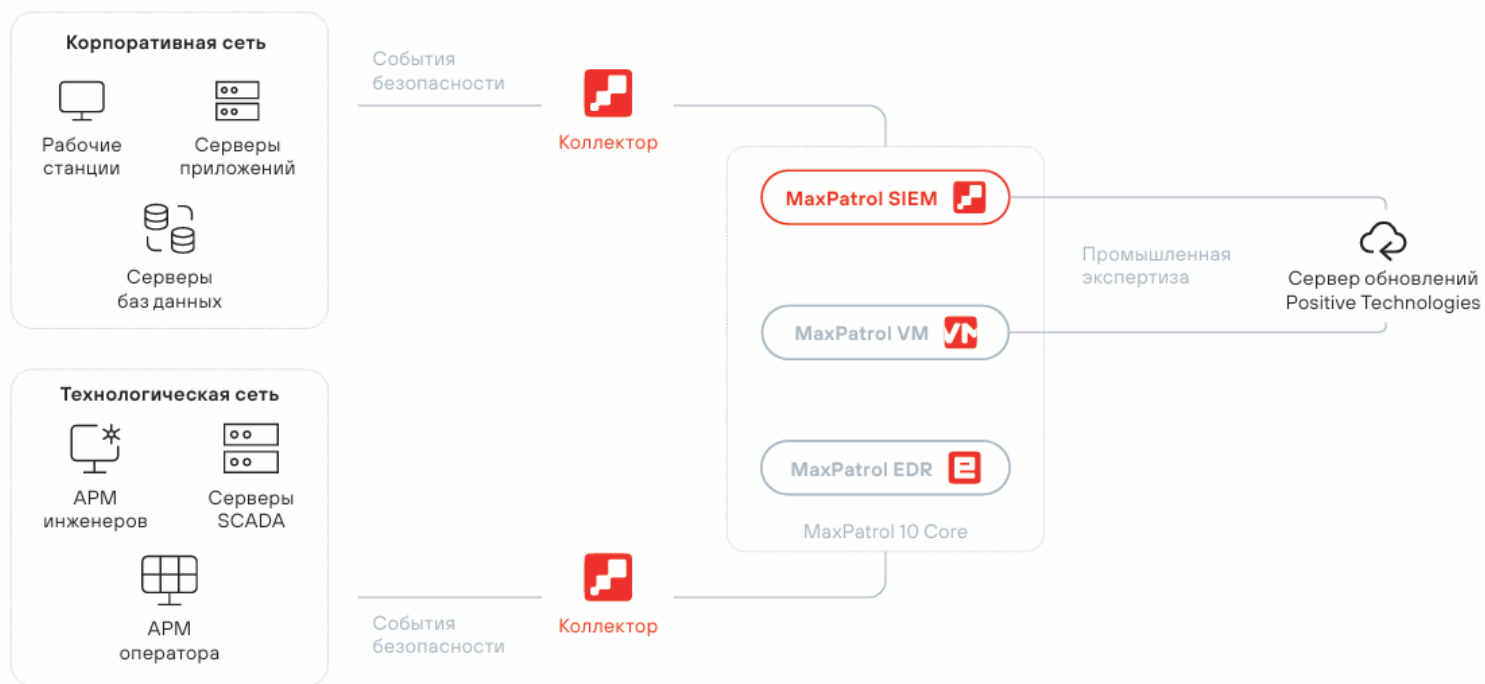 Корпоративная сеть
Рабочие
станции
Серверы
приложений
Серверы
баз данных
События
безопасности
Коллектор
MaxPatrol SIEM
MaxPatrol VM
MaxPatrol EDR
MaxPatrol 10 Core
Промышленная
экспертиза
Сервер обновлений
Positive Technologies
Технологическая сеть
АРМ
инженеров
Серверы
SCADA
АРМ
оператора
События
безопасности
Коллектор